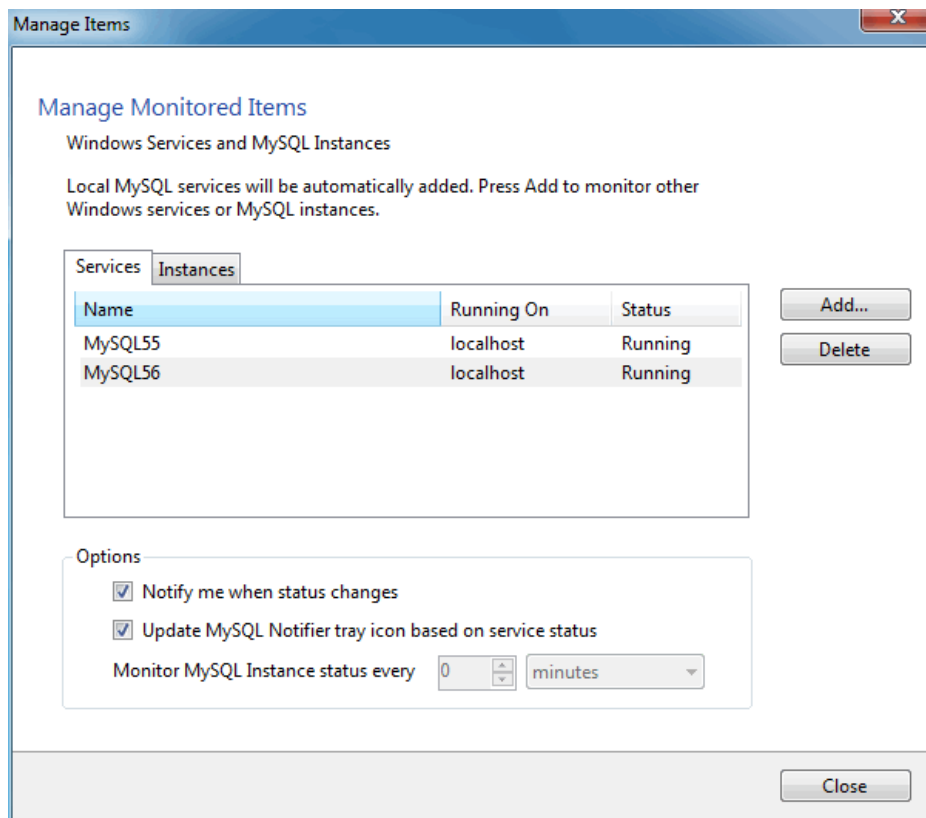 Manage Items
Manage Monitored Items
Windows Services and MySQL Instances
Local MySQL services will be automatically added. Press Add to monitor other
Windows services or MySQL instances.
Services Instances
Name Running On Status
MySQL55 localhost Running
MySQL56 localhost Running
Add...
Delete
Options
Notify me when status changes
Update MySQL Notifier tray icon based on service status
Monitor MySQL Instance status every 0 minutes
Close